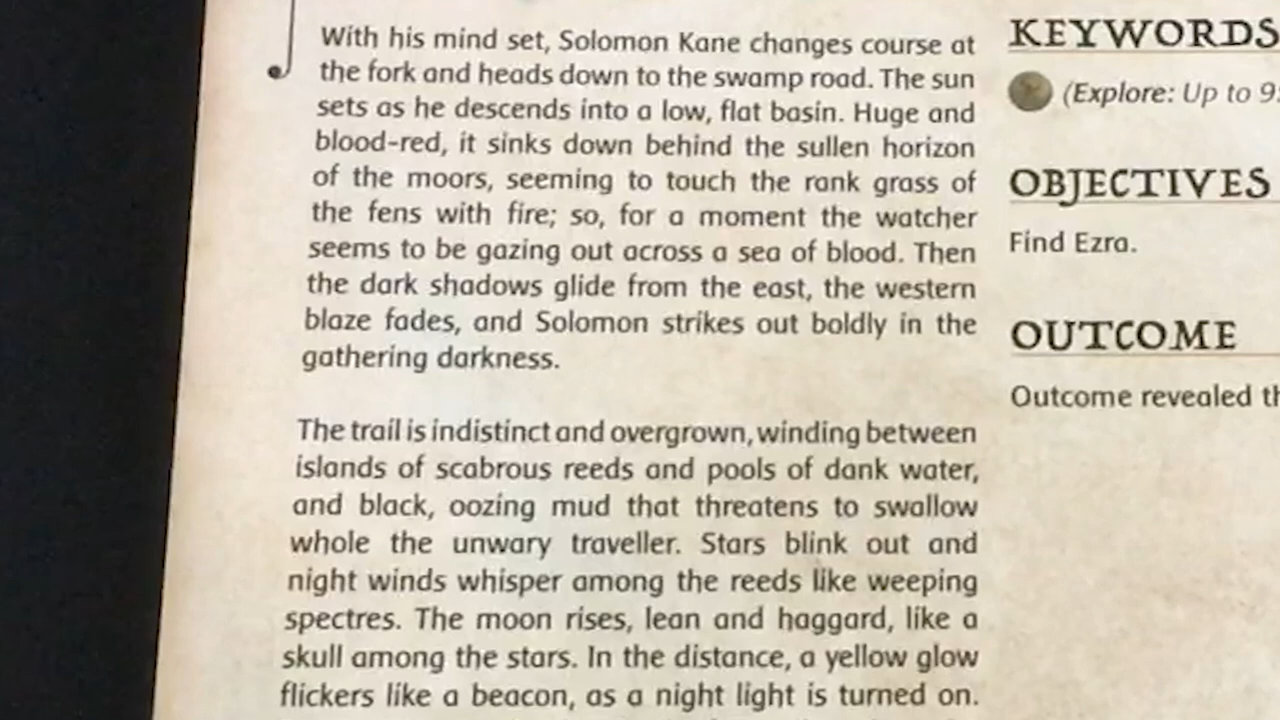 With his mind set, Solomon Kane changes course at
the fork and heads down to the swamp road. The sun
sets as he descends into a low, flat basin. Huge and
blood-red, it sinks down behind the sullen horizon
of the moors, seeming to touch the rank grass of
the fens with fire; so, for a moment the watcher
seems to be gazing out across a sea of blood. Then
the dark shadows glide from the east, the western
blaze fades, and Solomon strikes out boldly in the
gathering darkness.
The trail is indistinct and overgrown, winding between
islands of scabrous reeds and pools of dank water,
and black, oozing mud that threatens to swallow
whole the unwary traveller. Stars blink out and
night winds whisper among the reeds like weeping
spectres. The moon rises, lean and haggard, like a
skull among the stars. In the distance, a yellow glow
flickers like a beacon, as a night light is turned on.
KEYWORDS
(Explore: Up to 9
OBJECTIVES
Find Ezra.
OUTCOME
Outcome revealed